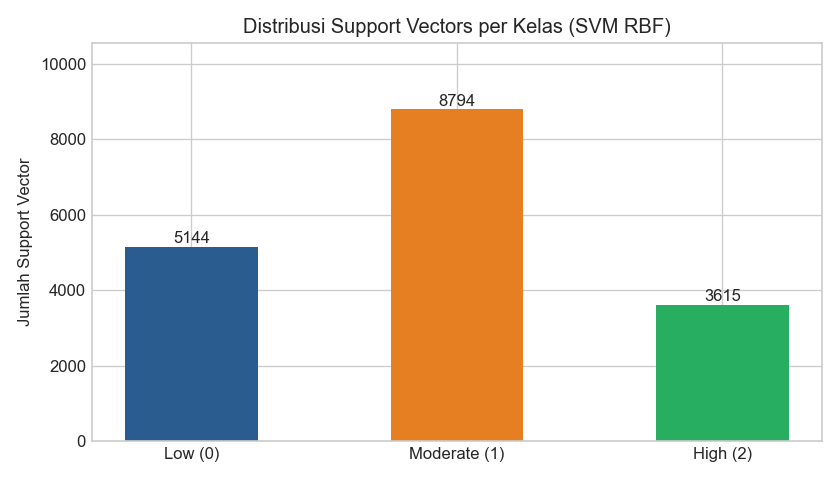 Distribusi Support Vectors per Kelas (SVM RBF)
Jumlah Support Vector
10000
8000
6000
4000
2000
0
5144
8794
3615
Low (0)
Moderate (1)
High (2)